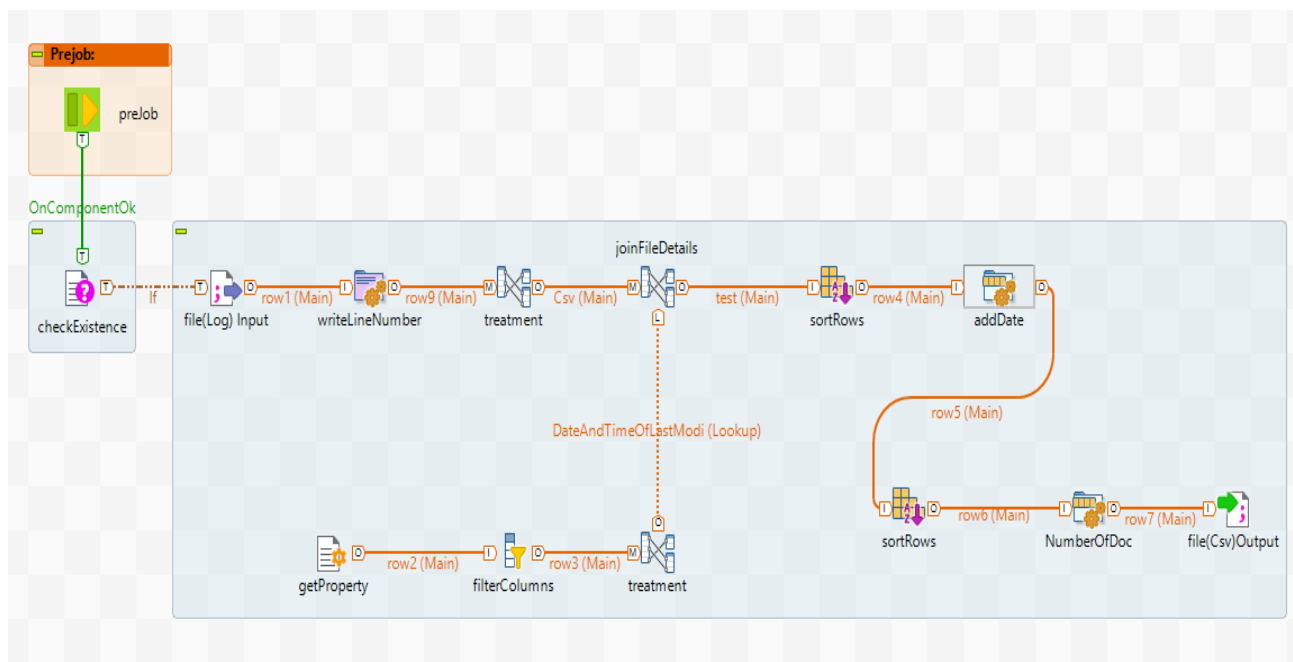 Prejob:
preJob
T
OnComponentOk
T
checkExistence
T
If
T
file(Log) Input
O
row1 (Main)
I
writeLineNumber
O
row9 (Main)
M
treatment
O
Csv (Main)
M
joinFileDetails
O
L
test (Main)
I
sortRows
O
row4 (Main)
I
addDate
O
row5 (Main)
DateAndTimeOfLastModi (Lookup)
getProperty
O
row2 (Main)
I
filterColumns
O
row3 (Main)
M
O
treatment
I
sortRows
O
row6 (Main)
I
NumberOfDoc
O
row7 (Main)
I
file(Csv)Output